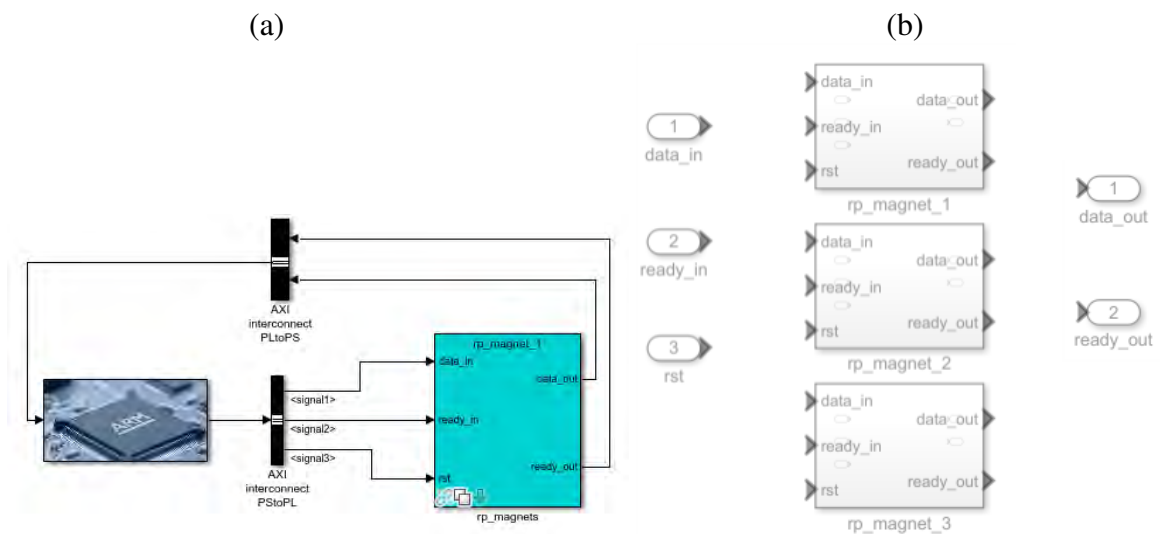 (a)
AXI
interconnect
PLtoPS
ARM
<signal1>
<signal2>
<signal3>
AXI
interconnect
PStoPL
rp_magnet_1
data_in
data_out
ready_in
ready_out
rst
rp_magnets
(b)
1
data_in
2
ready_in
3
rst
data_in
data_out
ready_in
ready_out
rst
rp_magnet_1
data_in
data_out
ready_in
ready_out
rst
rp_magnet_2
data_in
data_out
ready_in
ready_out
rst
rp_magnet_3
1
data_out
2
ready_out